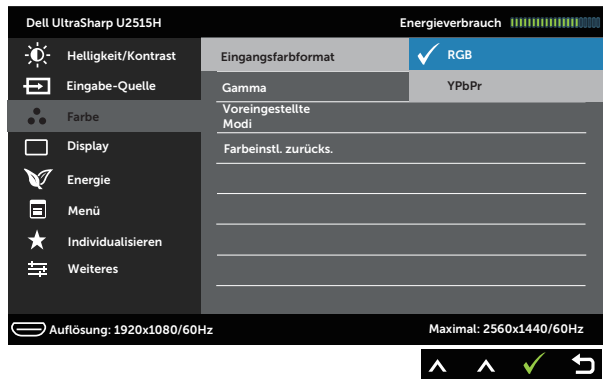 Dell UltraSharp U2515H
Energieverbrauch
Helligkeit/Kontrast
Eingabe-Quelle
Farbe
Display
Energie
Menü
Individualisieren
Weiteres
Eingangsfarbformat
Gamma
Voreingestellte
Modi
Farbeinstl. zurücks.
RGB
YPbPr
Auflösung: 1920x1080/60Hz
Maximal: 2560x1440/60Hz